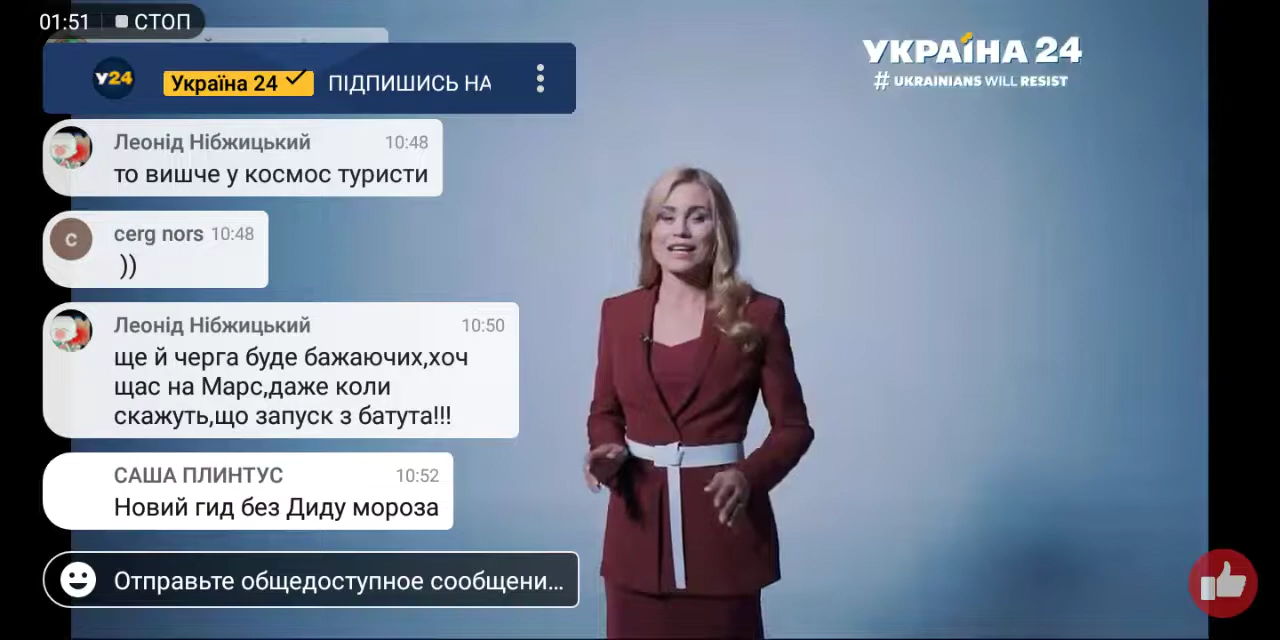 01:51 СТОП
УКРАЇНА 24
# UKRAINIANS WILL RESIST
У24 Україна 24 ПІДПИШИСЬ НА
Леонід Нібжицький 10:48
то вишче у космос туристи
c cerg nors 10:48
))
Леонід Нібжицький 10:50
ще й черга буде бажаючих,хоч
щас на Марс,даже коли
скажуть,що запуск з батута!!!
САША ПЛИНТУС 10:52
Новий гид без Диду мороза
Отправьте общедоступное сообщени...